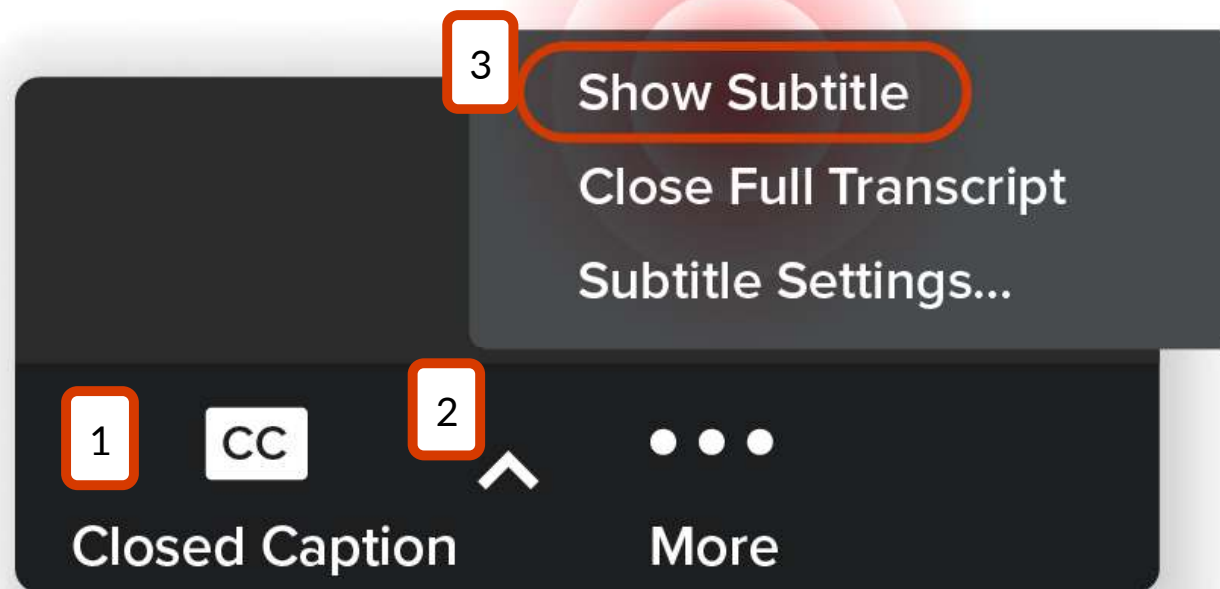 3
Show Subtitle
Close Full Transcript
Subtitle Settings...
1
CC
2
Closed Caption
More